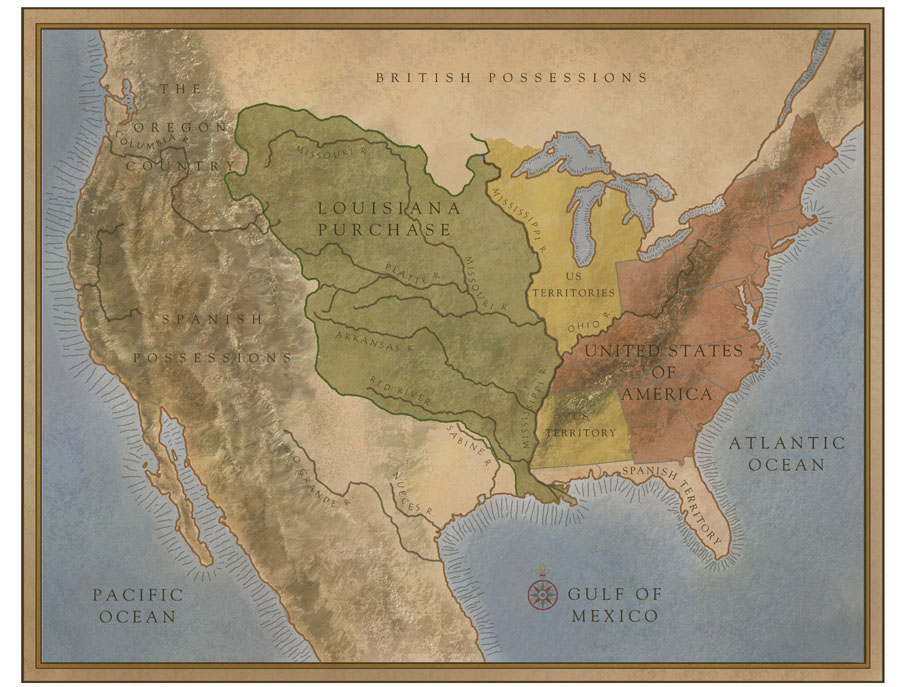 BRITISH POSSESSIONS
THE
OREGON
COUNTRY
COLUMBIA R.
MISSOURI R.
LOUISIANA
PURCHASE
MISSISSIPPI R.
PLATTE R.
MISSOURI R.
US
TERRITORIES
OHIO R.
SPANISH
POSSESSIONS
ARKANSAS R.
RED RIVER
MISSISSIPPI R.
UNITED STATES
OF
AMERICA
US
TERRITORY
SABINE R.
RIO GRANDE R.
NUECES R.
SPANISH TERRITORY
ATLANTIC
OCEAN
PACIFIC
OCEAN
GULF OF
MEXICO